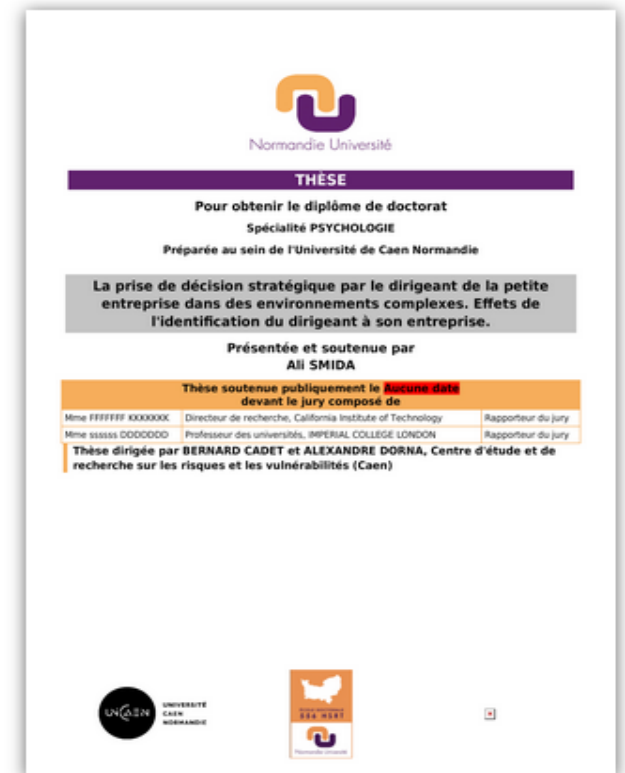 Normandie Université
THÈSE
Pour obtenir le diplôme de doctorat
Spécialité PSYCHOLOGIE
Préparée au sein de l'Université de Caen Normandie
La prise de décision stratégique par le dirigeant de la petite
entreprise dans des environnements complexes. Effets de
l'identification du dirigeant à son entreprise.
Présentée et soutenue par
Ali SMIDA
Thèse soutenue publiquement le Aucune date
devant le jury composé de
Mme FFFFFFF KKKKKKK Directeur de recherche, California Institute of Technology Rapporteur du jury
Mme ssssss DDDDDDD Professeur des universités, IMPERIAL COLLEGE LONDON Rapporteur du jury
Thèse dirigée par BERNARD CADET et ALEXANDRE DORNA, Centre d'étude et de
recherche sur les risques et les vulnérabilités (Caen)
UNICAEN
UNIVERSITÉ
CAEN
NORMANDIE
Normandie Université